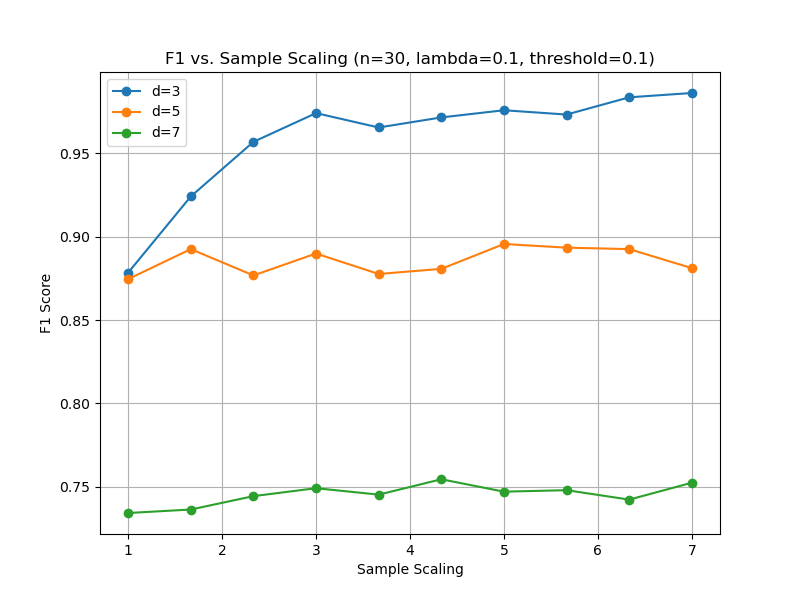 F1 vs. Sample Scaling (n=30, lambda=0.1, threshold=0.1)
d=3
d=5
d=7
F1 Score
0.95
0.90
0.85
0.80
0.75
1 2 3 4 5 6 7
Sample Scaling